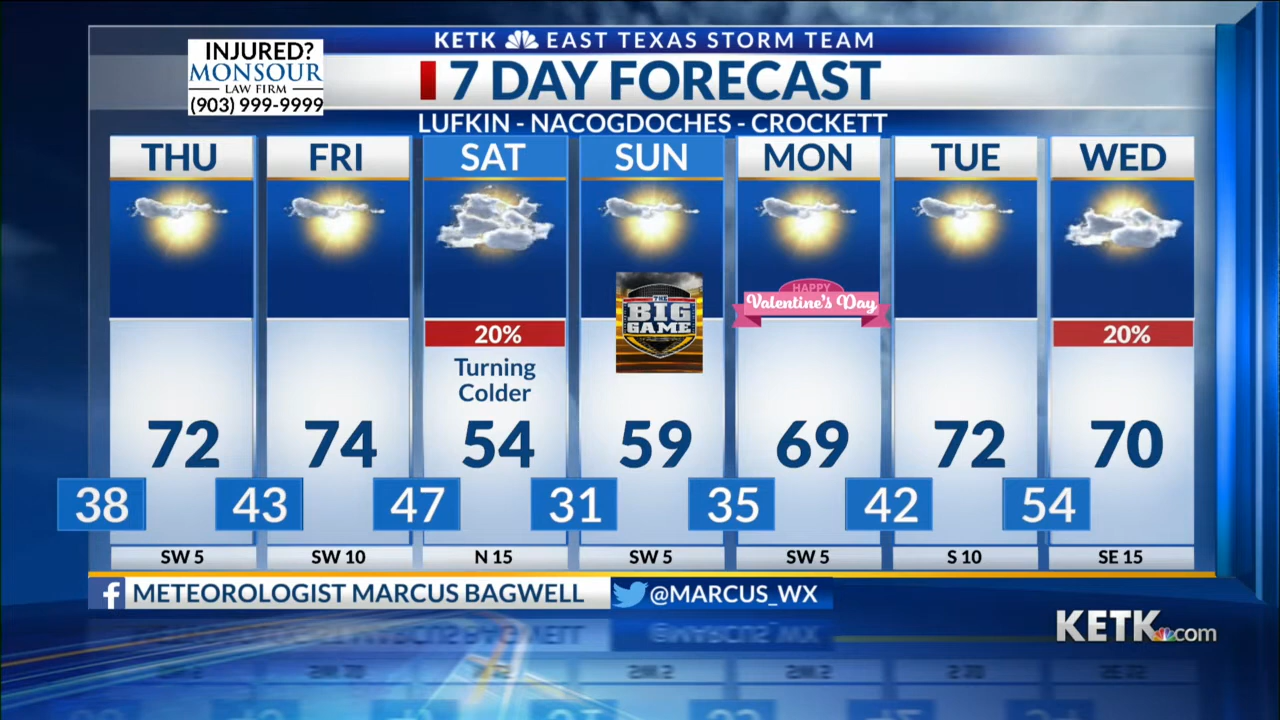 KETK EAST TEXAS STORM TEAM
INJURED?
MONSOUR
LAW FIRM
(903) 999-9999
7 DAY FORECAST
LUFKIN - NACOGDOCHES - CROCKETT
THU FRI SAT SUN MON TUE WED
THE
BIG
GAME
HAPPY
Valentine's Day
20% 20%
Turning
Colder
72 74 54 59 69 72 70
38 43 47 31 35 42 54
SW 5 SW 10 N 15 SW 5 SW 5 S 10 SE 15
f METEOROLOGIST MARCUS BAGWELL @MARCUS_WX
KETK.com